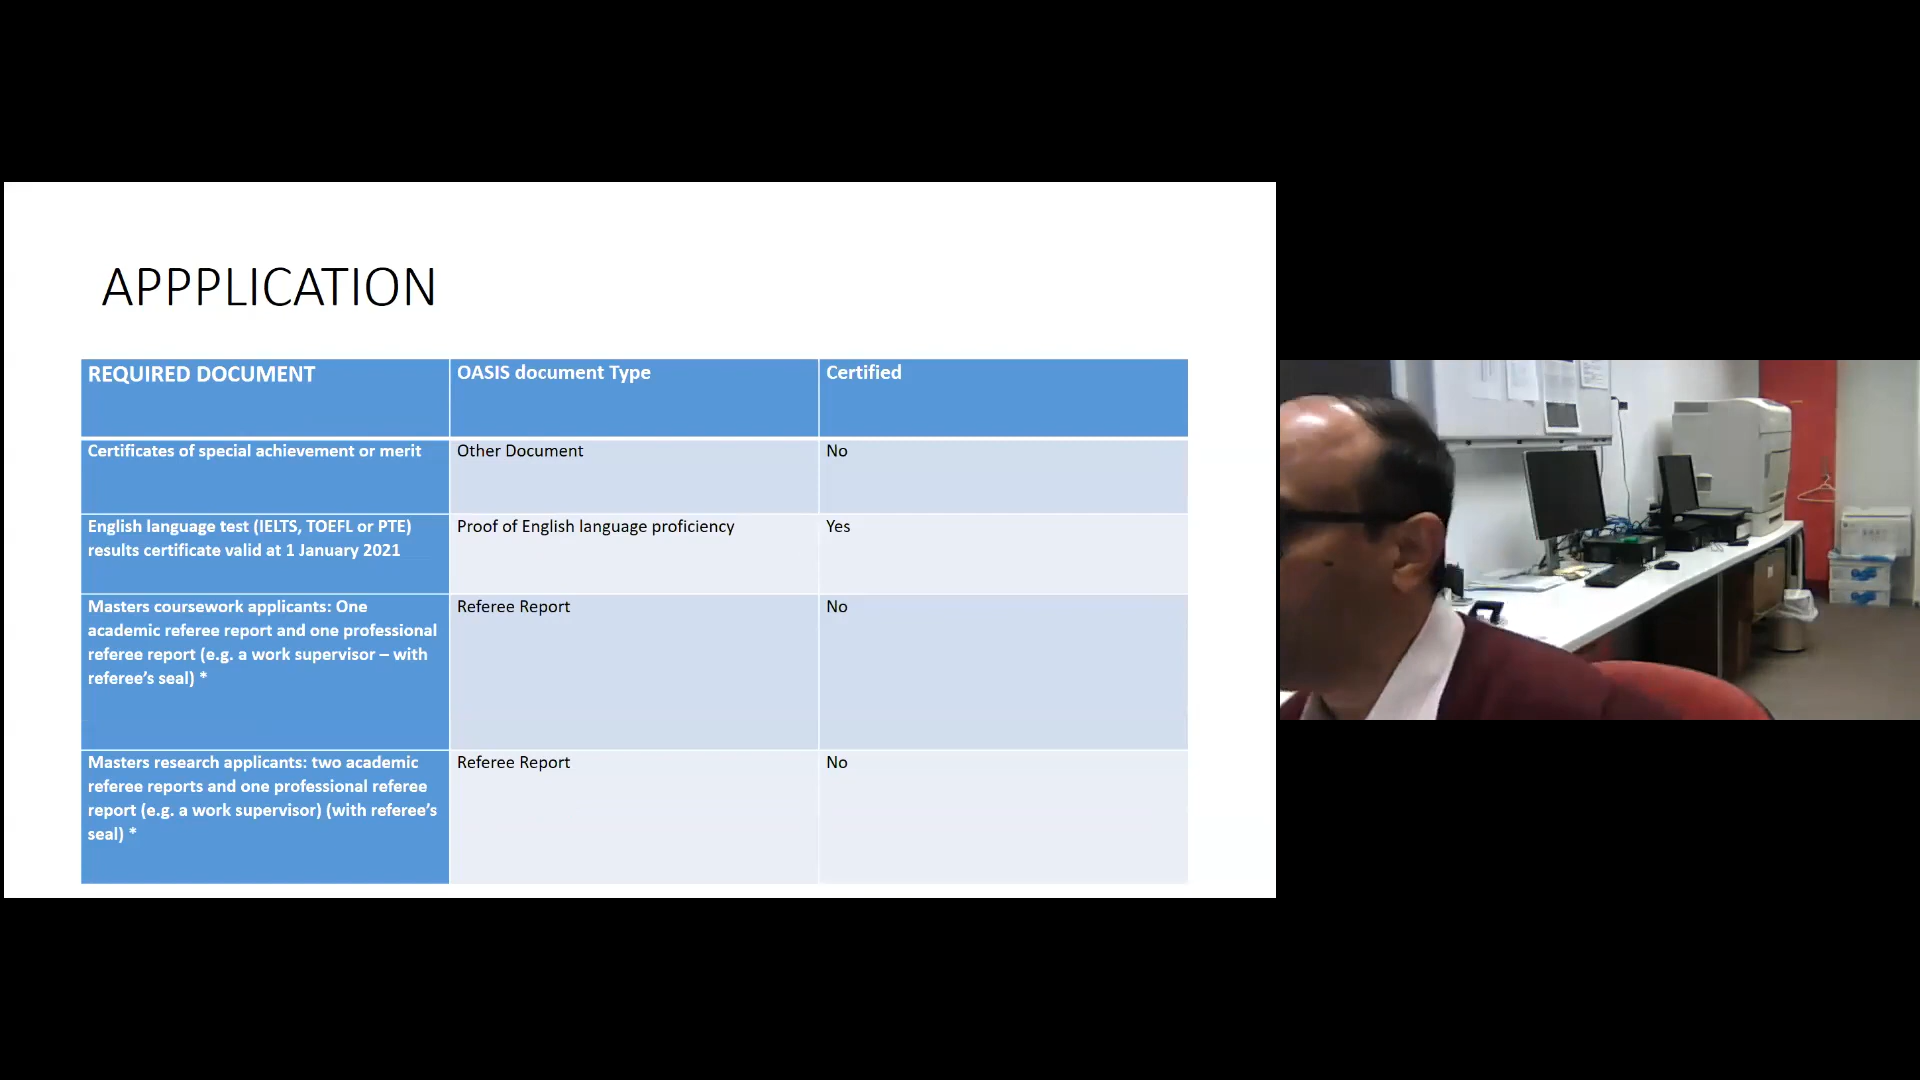 APPPLICATION
REQUIRED DOCUMENT
OASIS document Type
Certified
Certificates of special achievement or merit
Other Document
No
English language test (IELTS, TOEFL or PTE)
results certificate valid at 1 January 2021
Proof of English language proficiency
Yes
Masters coursework applicants: One
academic referee report and one professional
referee report (e.g. a work supervisor – with
referee's seal) *
Referee Report
No
Masters research applicants: two academic
referee reports and one professional referee
report (e.g. a work supervisor) (with referee's
seal) *
Referee Report
No